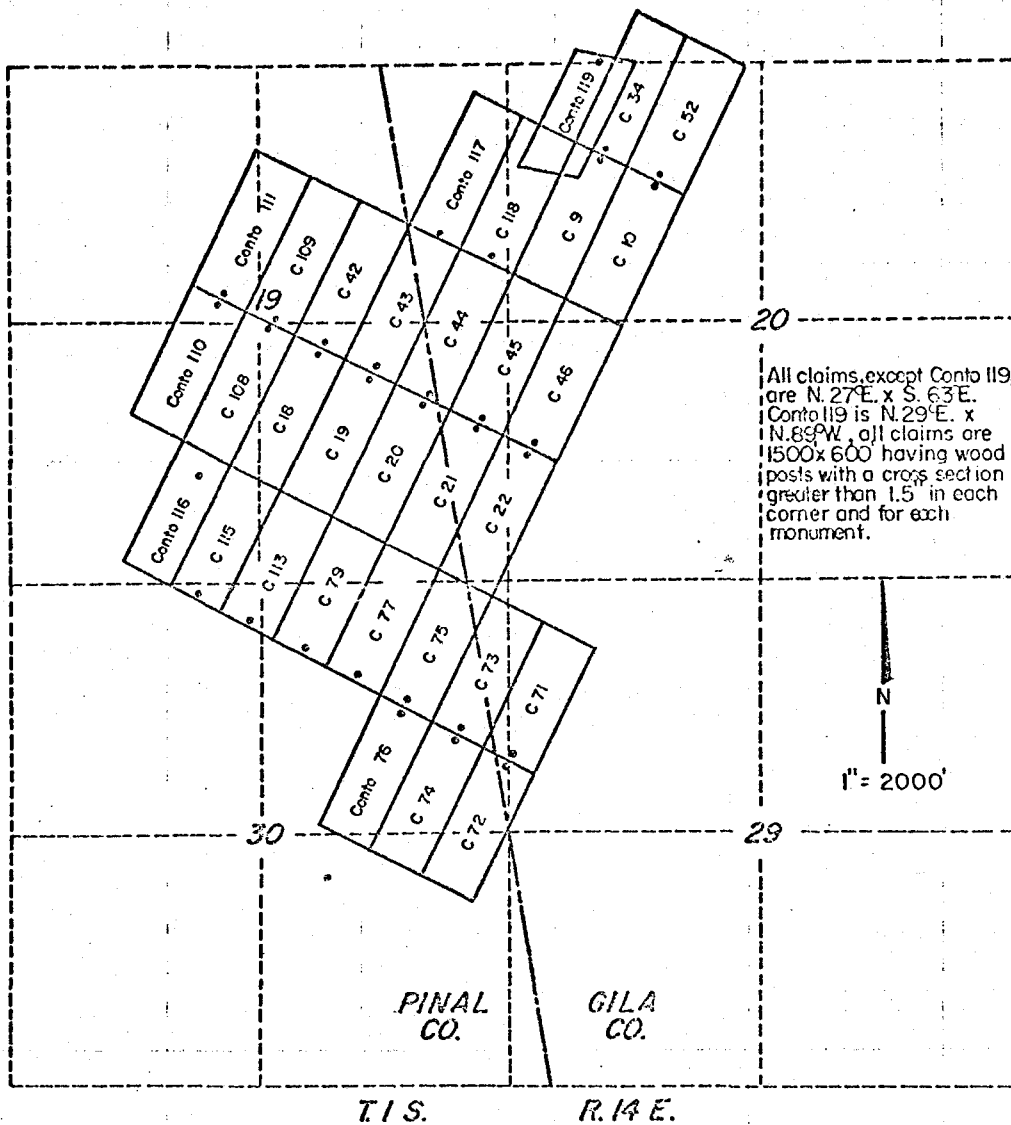 C 34
C 52
Conto 119
Conto 117
C 118
C 9
C 10
Conto 111
C 109
C 42
C 43
C 44
C 45
C 46
19
20
Conto 110
C 108
C 18
C 19
C 20
C 21
C 22
All claims, except Conto 119,
are N. 27°E. x S. 63°E.
Conto 119 is N. 29°E. x
N. 89°W., all claims are
1500' x 600' having wood
posts with a cross section
greater than 1.5" in each
corner and for each
monument.
Conto 116
C 115
C 113
C 79
C 77
C 75
C 73
C 71
N
1" = 2000'
Conto 76
C 74
C 72
30
29
PINAL
CO.
GILA
CO.
T. 1 S.
R. 14 E.